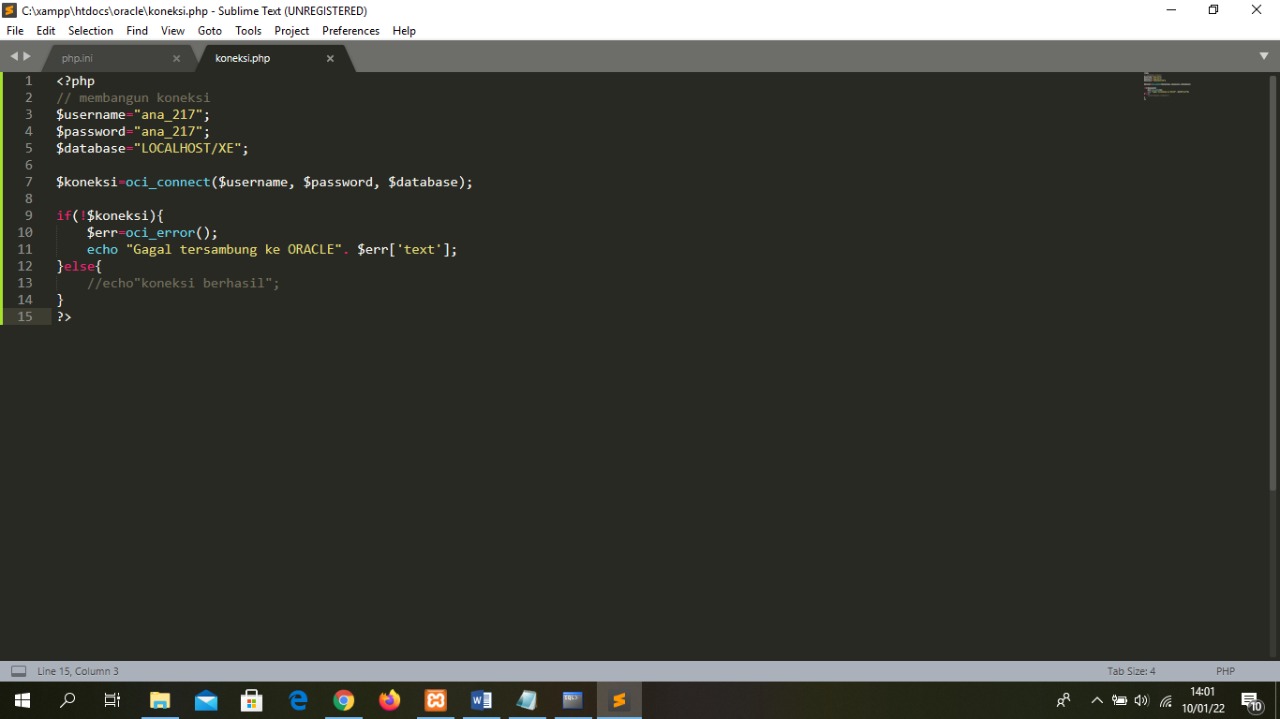 C:\xampp\htdocs\oracle\koneksi.php - Sublime Text (UNREGISTERED)
File Edit Selection Find View Goto Tools Project Preferences Help
php.ini koneksi.php
1 <?php
2 // membangun koneksi
3 $username="ana_217";
4 $password="ana_217";
5 $database="LOCALHOST/XE";
6
7 $koneksi=oci_connect($username, $password, $database);
8
9 if(!$koneksi){
10 $err=oci_error();
11 echo "Gagal tersambung ke ORACLE". $err['text'];
12 }else{
13 //echo"koneksi berhasil";
14 }
15 ?>
Line 15, Column 3 Tab Size: 4 PHP
14:01
10/01/22
10